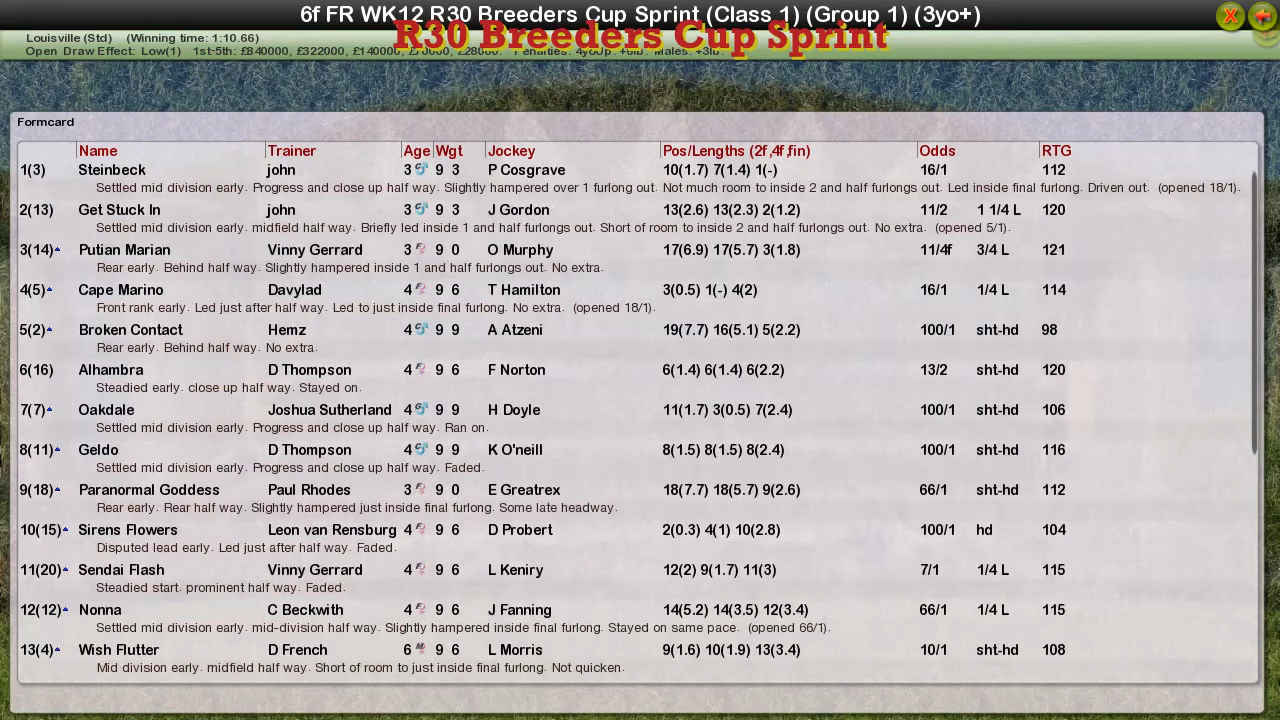 6f FR WK12 R30 Breeders Cup Sprint (Class 1) (Group 1) (3yo+)
R30 Breeders Cup Sprint
Louisville (Std) (Winning time: 1:10.66)
Open Draw Effect: Low(1) 1st-5th: £840000, £322000, £140000, £70000, £28000. Penalties: 4yoUp: +6lb. Males: +3lb.
Formcard
Name Trainer Age Wgt Jockey Pos/Lengths (2f,4f,fin) Odds RTG
1(3) Steinbeck john 3 9 3 P Cosgrave 10(1.7) 7(1.4) 1(-) 16/1 112
Settled mid division early. Progress and close up half way. Slightly hampered over 1 furlong out. Not much room to inside 2 and half furlongs out. Led inside final furlong. Driven out. (opened 18/1).
2(13) Get Stuck In john 3 9 3 J Gordon 13(2.6) 13(2.3) 2(1.2) 11/2 1 1/4 L 120
Settled mid division early. midfield half way. Briefly led inside 1 and half furlongs out. Short of room to inside 2 and half furlongs out. No extra. (opened 5/1).
3(14) Putian Marian Vinny Gerrard 3 9 0 O Murphy 17(6.9) 17(5.7) 3(1.8) 11/4f 3/4 L 121
Rear early. Behind half way. Slightly hampered inside 1 and half furlongs out. No extra.
4(5) Cape Marino Davylad 4 9 6 T Hamilton 3(0.5) 1(-) 4(2) 16/1 1/4 L 114
Front rank early. Led just after half way. Led to just inside final furlong. No extra. (opened 18/1).
5(2) Broken Contact Hemz 4 9 9 A Atzeni 19(7.7) 16(5.1) 5(2.2) 100/1 sht-hd 98
Rear early. Behind half way. No extra.
6(16) Alhambra D Thompson 4 9 6 F Norton 6(1.4) 6(1.4) 6(2.2) 13/2 sht-hd 120
Steadied early. close up half way. Stayed on.
7(7) Oakdale Joshua Sutherland 4 9 9 H Doyle 11(1.7) 3(0.5) 7(2.4) 100/1 sht-hd 106
Settled mid division early. Progress and close up half way. Ran on.
8(11) Geldo D Thompson 4 9 9 K O'neill 8(1.5) 8(1.5) 8(2.4) 100/1 sht-hd 116
Settled mid division early. Progress and close up half way. Faded.
9(18) Paranormal Goddess Paul Rhodes 3 9 0 E Greatrex 18(7.7) 18(5.7) 9(2.6) 66/1 sht-hd 112
Rear early. Rear half way. Slightly hampered just inside final furlong. Some late headway.
10(15) Sirens Flowers Leon van Rensburg 4 9 6 D Probert 2(0.3) 4(1) 10(2.8) 100/1 hd 104
Disputed lead early. Led just after half way. Faded.
11(20) Sendai Flash Vinny Gerrard 4 9 6 L Keniry 12(2) 9(1.7) 11(3) 7/1 1/4 L 115
Steadied start. prominent half way. Faded.
12(12) Nonna C Beckwith 4 9 6 J Fanning 14(5.2) 14(3.5) 12(3.4) 66/1 1/4 L 115
Settled mid division early. mid-division half way. Slightly hampered inside final furlong. Stayed on same pace. (opened 66/1).
13(4) Wish Flutter D French 6 9 6 L Morris 9(1.6) 10(1.9) 13(3.4) 10/1 sht-hd 108
Mid division early. midfield half way. Short of room to just inside final furlong. Not quicken.